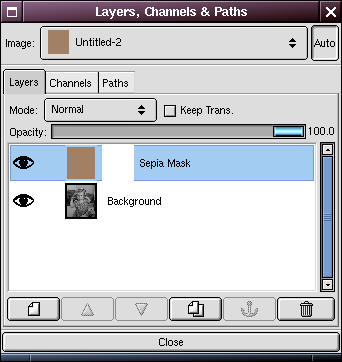 Layers, Channels & Paths
Image: Untitled-2 Auto
Layers Channels Paths
Mode: Normal Keep Trans.
Opacity: 100.0
Sepia Mask
Background
Close